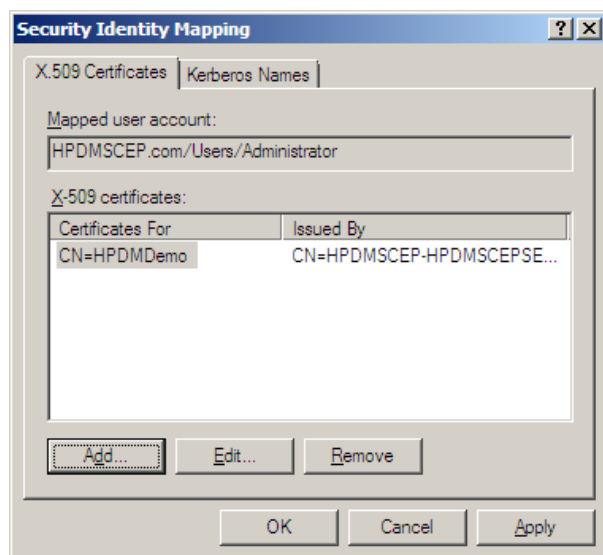 Security Identity Mapping
X.509 Certificates Kerberos Names
Mapped user account:
HPDMSCEP.com/Users/Administrator
X-509 certificates:
Certificates For Issued By
CN=HPDMDemo CN=HPDMSCEP-HPDMSCEPSE...
Add... Edit... Remove
OK Cancel Apply